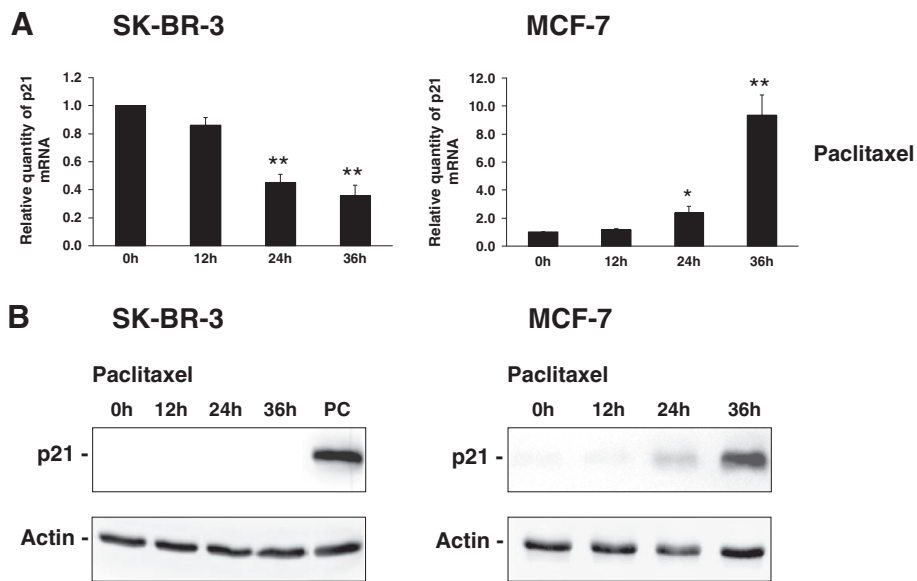 A
SK-BR-3
MCF-7
Relative quantity of p21
mRNA
1.2
1.0
0.8
0.6
0.4
0.2
0.0
**
**
0h
12h
24h
36h
Relative quantity of p21
mRNA
12.0
10.0
8.0
6.0
4.0
2.0
0.0
*
**
0h
12h
24h
36h
Paclitaxel
B
SK-BR-3
MCF-7
Paclitaxel
0h 12h 24h 36h PC
p21 -
Actin -
Paclitaxel
0h 12h 24h 36h
p21 -
Actin -